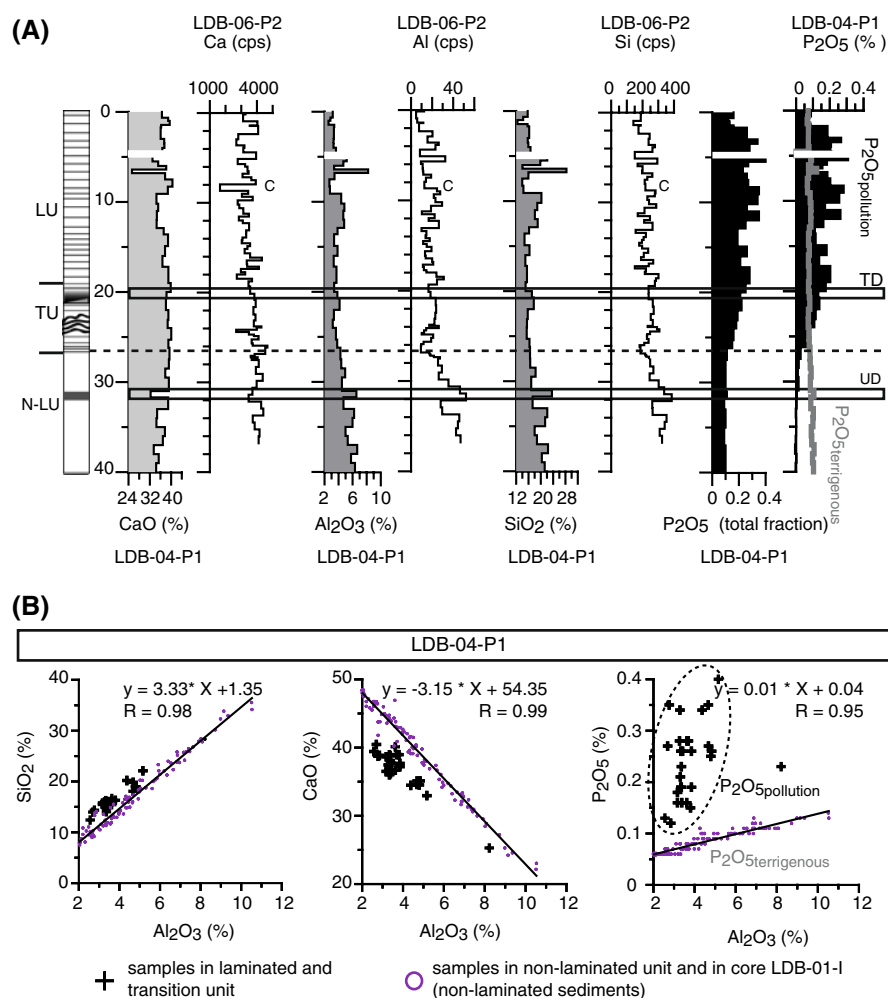 (A)
LDB-06-P2 LDB-06-P2 LDB-06-P2 LDB-04-P1
Ca (cps) Al (cps) Si (cps) P2O5 (% )
1000 4000 0 40 0 200 400 0 0.2 0.4
0
10
20
30
40
LU
TU
N-LU
C
C
P2O5pollution
TD
UD
P2O5terrigenous
24 32 40 2 6 10 12 20 28 0 0.2 0.4
CaO (%) Al2O3 (%) SiO2 (%) P2O5 (total fraction)
LDB-04-P1 LDB-04-P1 LDB-04-P1 LDB-04-P1
(B)
LDB-04-P1
y = 3.33* X +1.35
R = 0.98
SiO2 (%)
40
30
20
10
0
2 4 6 8 10 12
Al2O3 (%)
y = -3.15 * X + 54.35
R = 0.99
CaO (%)
50
40
30
20
2 4 6 8 10 12
Al2O3 (%)
y = 0.01 * X + 0.04
R = 0.95
P2O5 (%)
0.4
0.3
0.2
0.1
0
P2O5pollution
P2O5terrigenous
2 4 6 8 10 12
Al2O3 (%)
samples in laminated and
transition unit
samples in non-laminated unit and in core LDB-01-I
(non-laminated sediments)